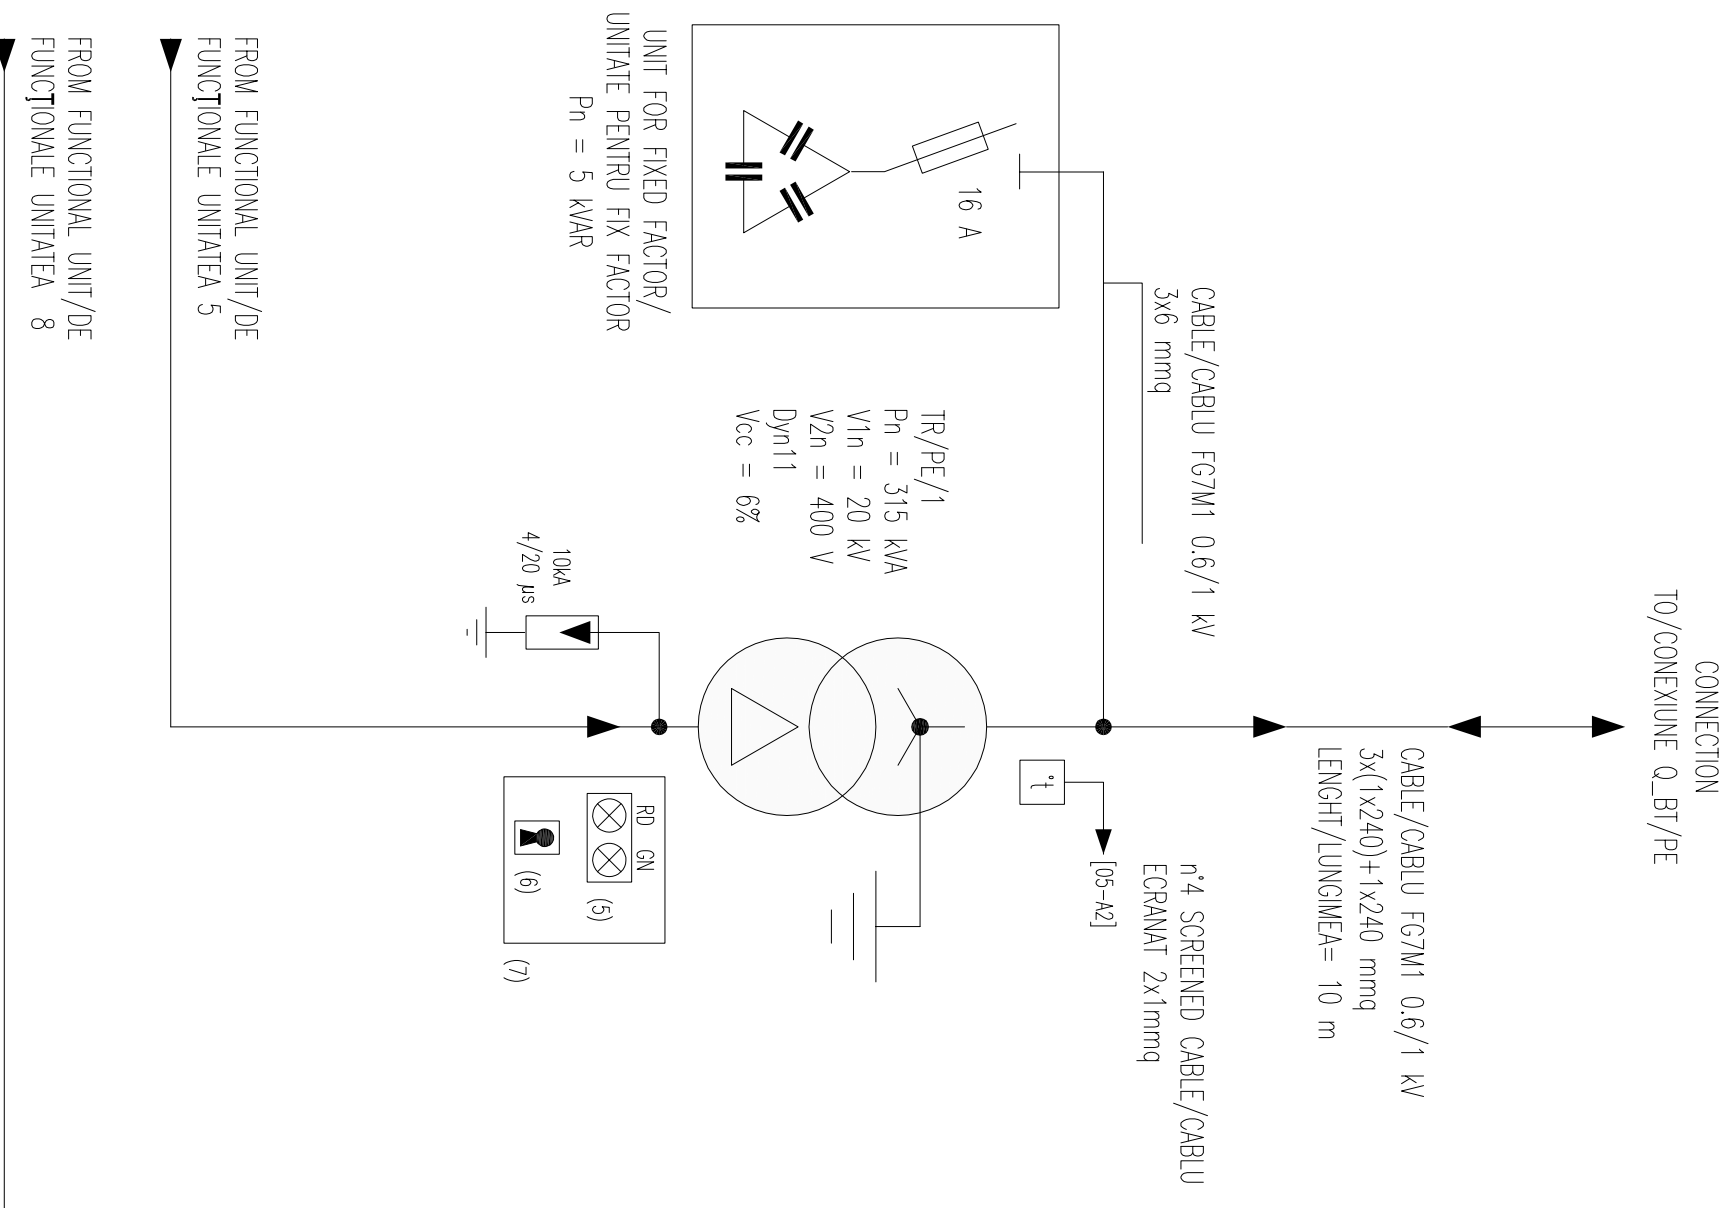 FROM FUNCTIONAL UNIT/DE
FUNCŢIONALE UNITATEA 8
FROM FUNCTIONAL UNIT/DE
FUNCŢIONALE UNITATEA 5
UNIT FOR FIXED FACTOR/
UNITATE PENTRU FIX FACTOR
Pn = 5 kVAR
16 A
CABLE/CABLU FG7M1 0.6/1 kV
3x6 mmq
TR/PE/1
Pn = 315 kVA
V1n = 20 kV
V2n = 400 V
Dyn11
Vcc = 6%
10kA
4/20 μs
CONNECTION
TO/CONEXIUNE Q_BT/PE
CABLE/CABLU FG7M1 0.6/1 kV
3x(1x240)+1x240 mmq
LENGHT/LUNGIMEA= 10 m
°t
[05-A2]
n°4 SCREENED CABLE/CABLU
ECRANAT 2x1mmq
RD GN
(5)
(6)
(7)